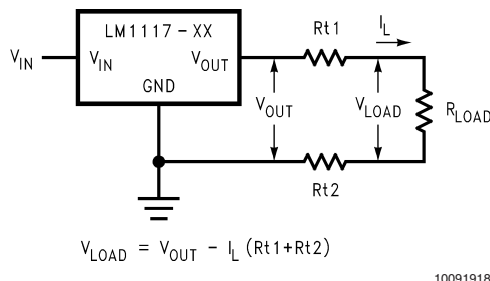 LM1117-XX
Rt1
I_L
V_IN
V_IN
V_OUT
GND
V_OUT
V_LOAD
R_LOAD
Rt2
V_LOAD = V_OUT - I_L (Rt1+Rt2)
10091918